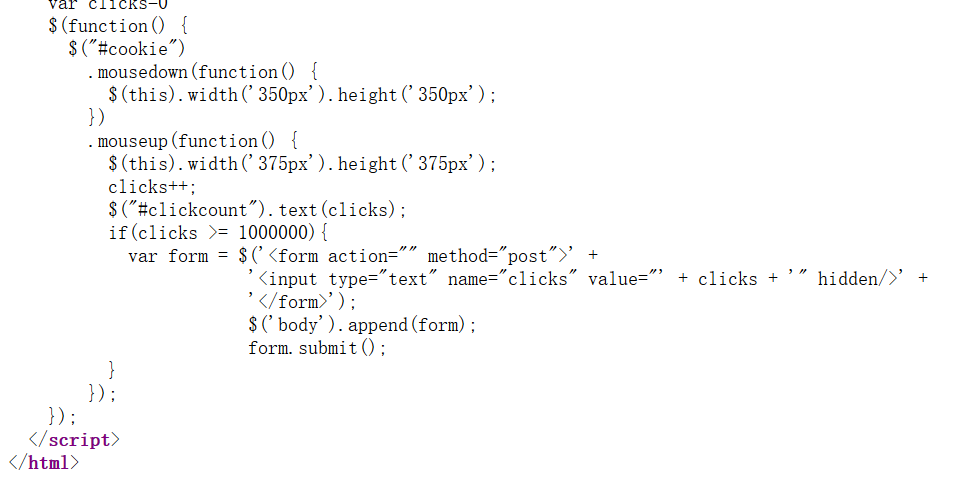 var clicks=0
$(function() {
$("#cookie")
.mousedown(function() {
$(this).width('350px').height('350px');
})
.mouseup(function() {
$(this).width('375px').height('375px');
clicks++;
$("#clickcount").text(clicks);
if(clicks >= 1000000){
var form = $('<form action="" method="post">' +
'<input type="text" name="clicks" value="' + clicks + '" hidden/>' +
'</form>');
$('body').append(form);
form.submit();
}
});
});
</script>
</html>